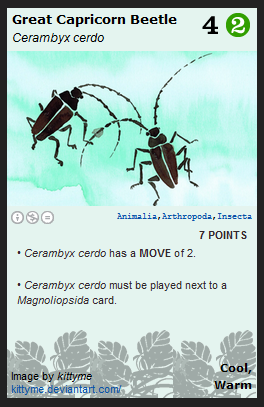 Great Capricorn Beetle
4 2
Cerambyx cerdo
Animalia,Arthropoda,Insecta
7 POINTS
• Cerambyx cerdo has a MOVE of 2.
• Cerambyx cerdo must be played next to a
Magnoliopsida card.
Image by kittyme
kittyme.deviantart.com/
Cool,
Warm